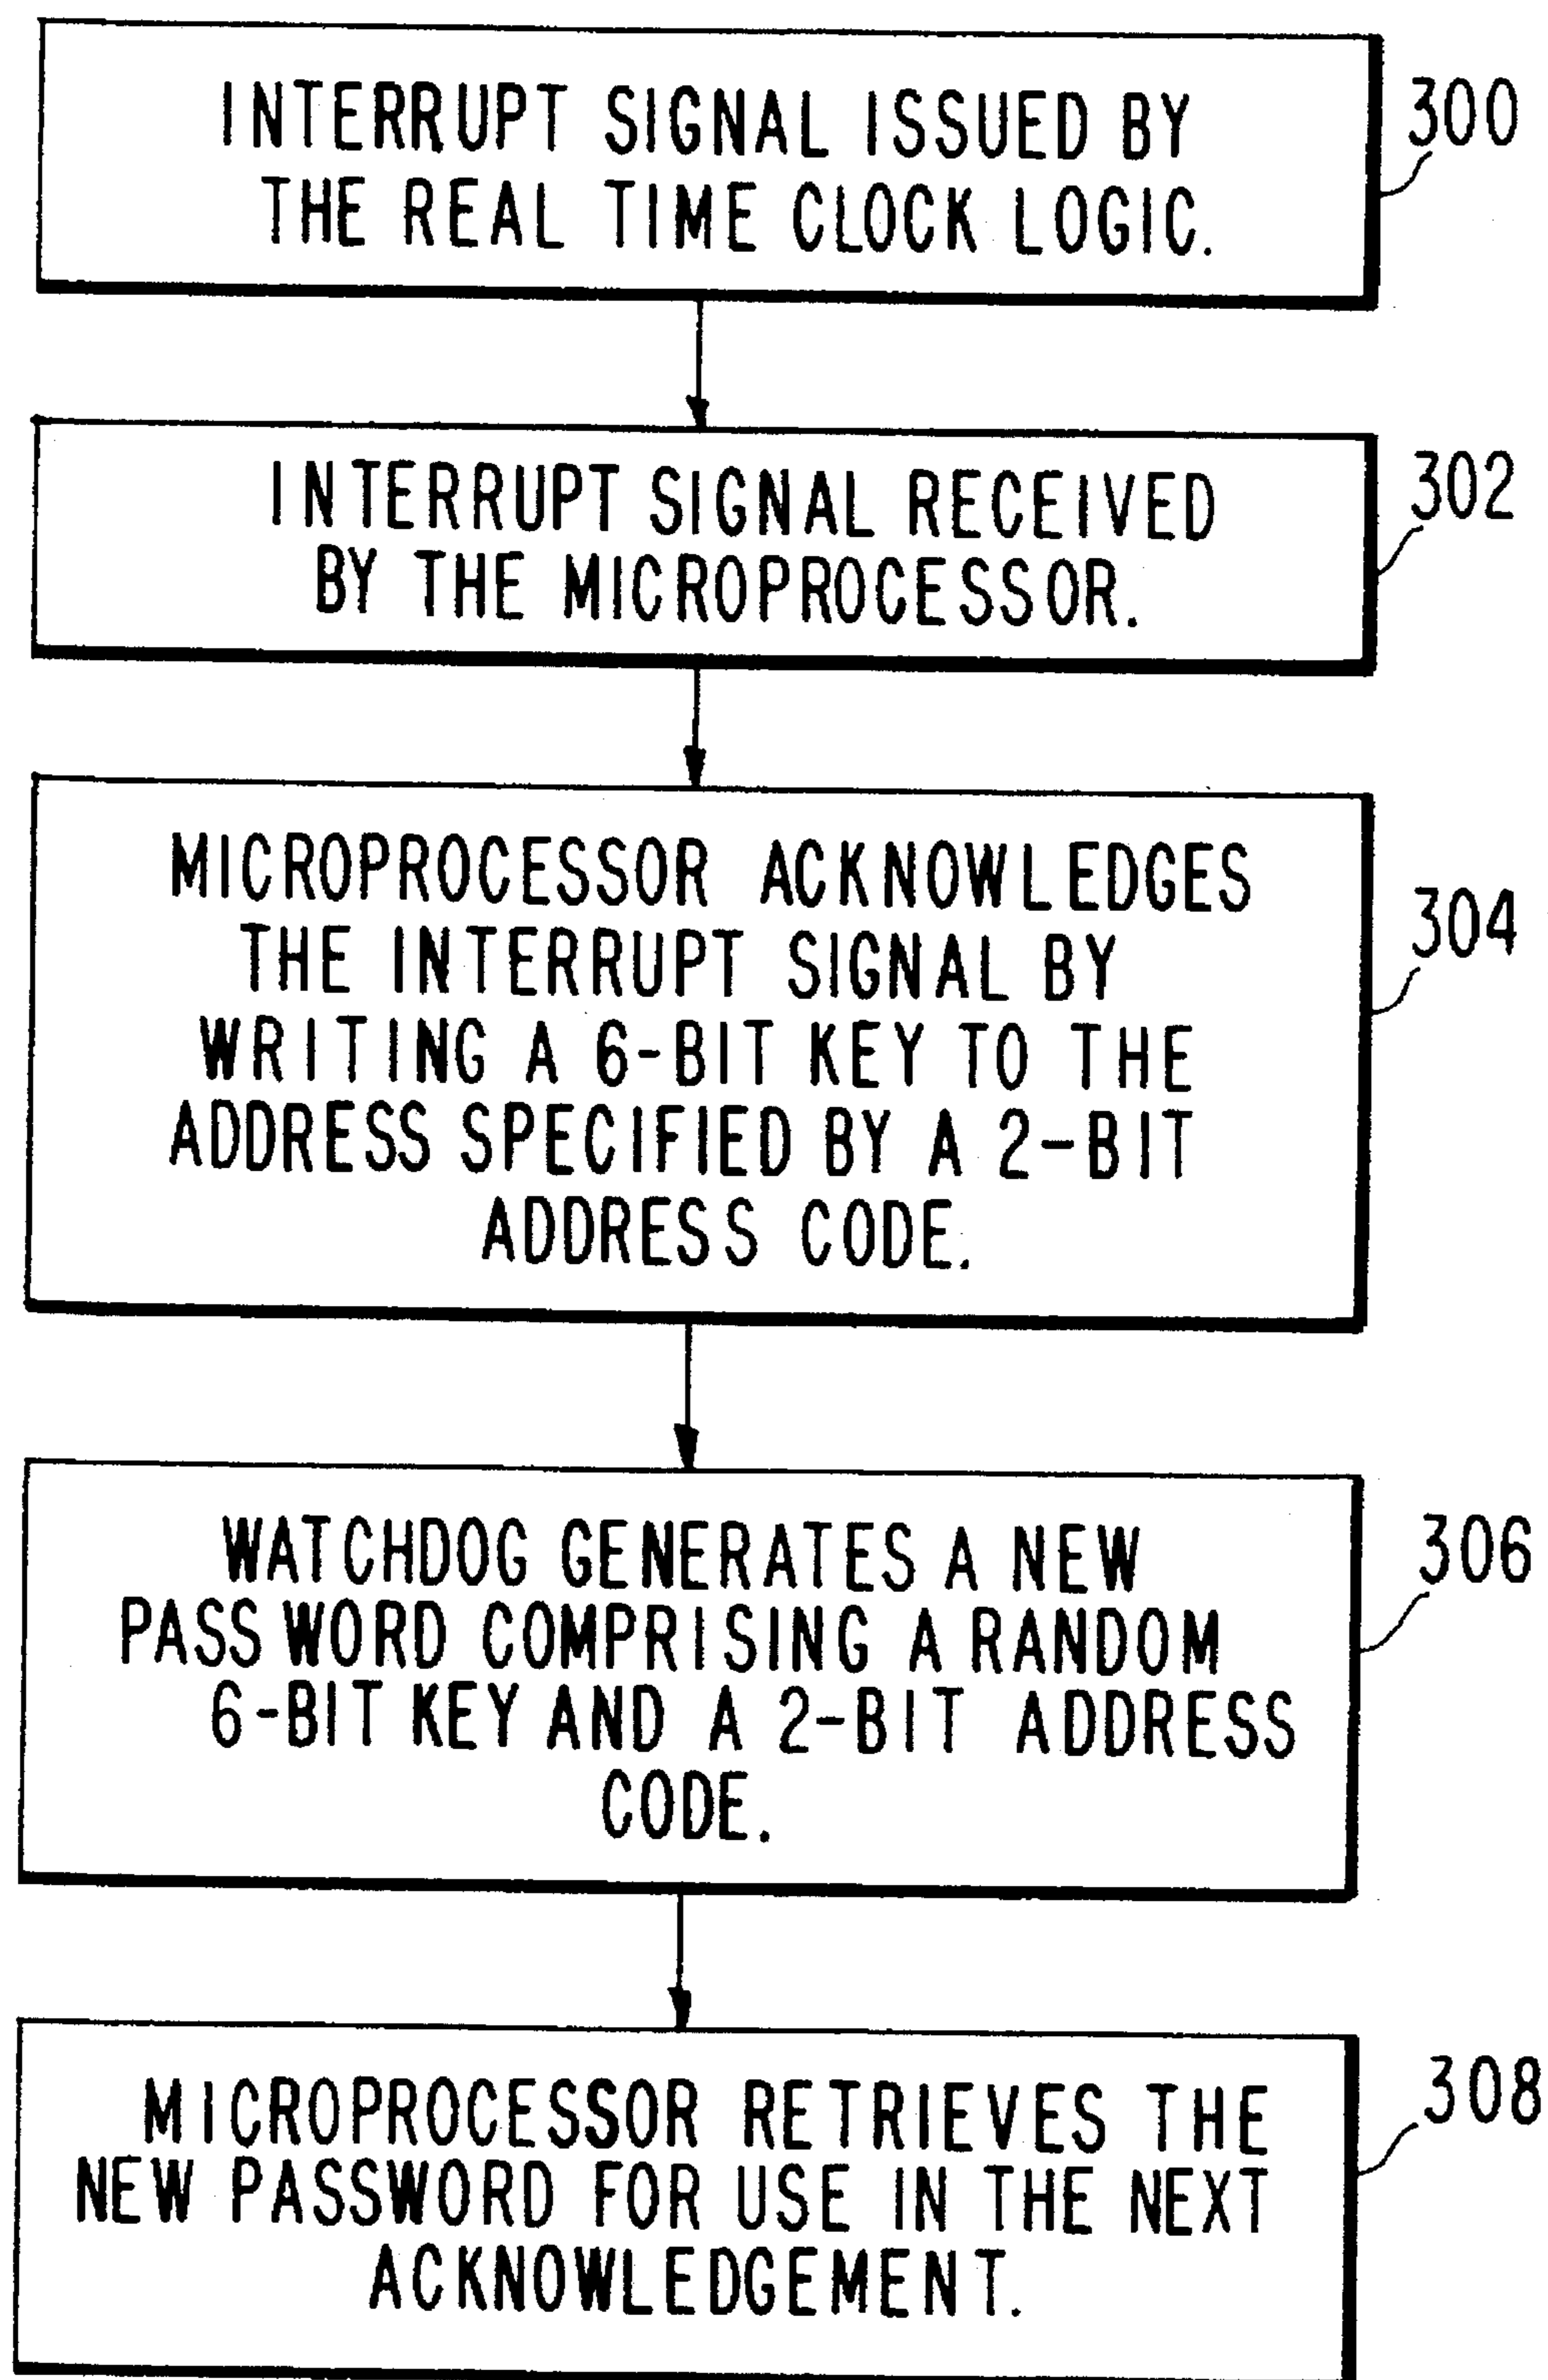 INTERRUPT SIGNAL ISSUED BY
THE REAL TIME CLOCK LOGIC.
300
INTERRUPT SIGNAL RECEIVED
BY THE MICROPROCESSOR.
302
MICROPROCESSOR ACKNOWLEDGES
THE INTERRUPT SIGNAL BY
WRITING A 6-BIT KEY TO THE
ADDRESS SPECIFIED BY A 2-BIT
ADDRESS CODE.
304
WATCHDOG GENERATES A NEW
PASSWORD COMPRISING A RANDOM
6-BIT KEY AND A 2-BIT ADDRESS
CODE.
306
MICROPROCESSOR RETRIEVES THE
NEW PASSWORD FOR USE IN THE NEXT
ACKNOWLEDGEMENT.
308